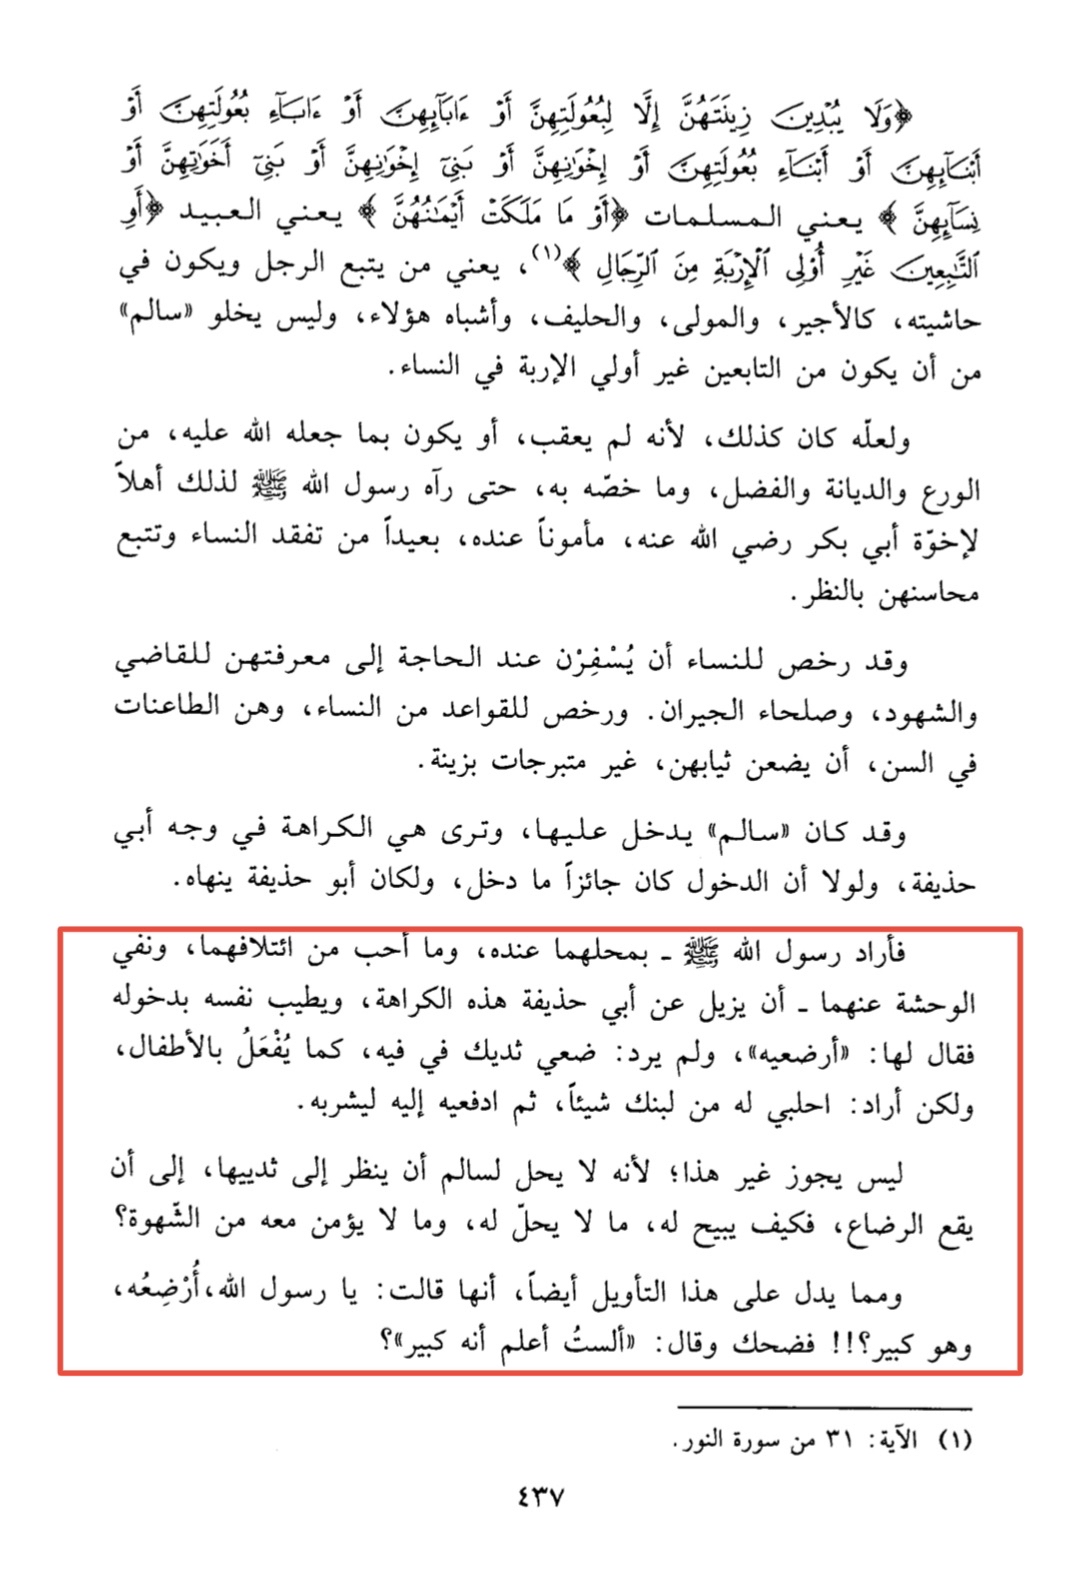 ﴿وَلَا يُبْدِينَ زِينَتَهُنَّ إِلَّا لِبُعُولَتِهِنَّ أَوْ ءَابَآئِهِنَّ أَوْ ءَابَآءِ بُعُولَتِهِنَّ أَوْ
أَبْنَآئِهِنَّ أَوْ أَبْنَآءِ بُعُولَتِهِنَّ أَوْ إِخْوَٰنِهِنَّ أَوْ بَنِيٓ إِخْوَٰنِهِنَّ أَوْ بَنِيٓ أَخَوَٰتِهِنَّ أَوْ
نِسَآئِهِنَّ﴾ يعني المسلمات ﴿أَوْ مَا مَلَكَتْ أَيْمَٰنُهُنَّ﴾ يعني العبيد ﴿أَوِ
ٱلتَّٰبِعِينَ غَيْرِ أُوْلِي ٱلْإِرْبَةِ مِنَ ٱلرِّجَالِ﴾(١)، يعني من يتبع الرجل ويكون في
حاشيته، كالأجير، والمولى، والحليف، وأشباه هؤلاء، وليس يخلو «سالم»
من أن يكون من التابعين غير أولي الإربة في النساء.
ولعلّه كان كذلك، لأنه لم يعقب، أو يكون بما جعله الله عليه، من
الورع والديانة والفضل، وما خصّه به، حتى رآه رسول الله ﷺ لذلك أهلاً
لإخوّة أبي بكر رضي الله عنه، مأموناً عنده، بعيداً من تفقد النساء وتتبع
محاسنهن بالنظر.
وقد رخص للنساء أن يُسْفِرْن عند الحاجة إلى معرفتهن للقاضي
والشهود، وصلحاء الجيران. ورخص للقواعد من النساء، وهن الطاعنات
في السن، أن يضعن ثيابهن، غير متبرجات بزينة.
وقد كان «سالم» يدخل عليها، وترى هي الكراهة في وجه أبي
حذيفة، ولولا أن الدخول كان جائزاً ما دخل، ولكان أبو حذيفة ينهاه.
فأراد رسول الله ﷺ ـ بمحلهما عنده، وما أحب من ائتلافهما، ونفي
الوحشة عنهما ـ أن يزيل عن أبي حذيفة هذه الكراهة، ويطيب نفسه بدخوله
فقال لها: «أرضعيه»، ولم يرد: ضعي ثديك في فيه، كما يُفْعَلُ بالأطفال،
ولكن أراد: احلبي له من لبنك شيئاً، ثم ادفعيه إليه ليشربه.
ليس يجوز غير هذا؛ لأنه لا يحل لسالم أن ينظر إلى ثدييها، إلى أن
يقع الرضاع، فكيف يبيح له، ما لا يحلّ له، وما لا يؤمن معه من الشّهوة؟
ومما يدل على هذا التأويل أيضاً، أنها قالت: يا رسول الله،أُرْضِعُه،
وهو كبير؟!! فضحك وقال: «ألستُ أعلم أنه كبير»؟
(١) الآية: ٣١ من سورة النور.
٤٣٧